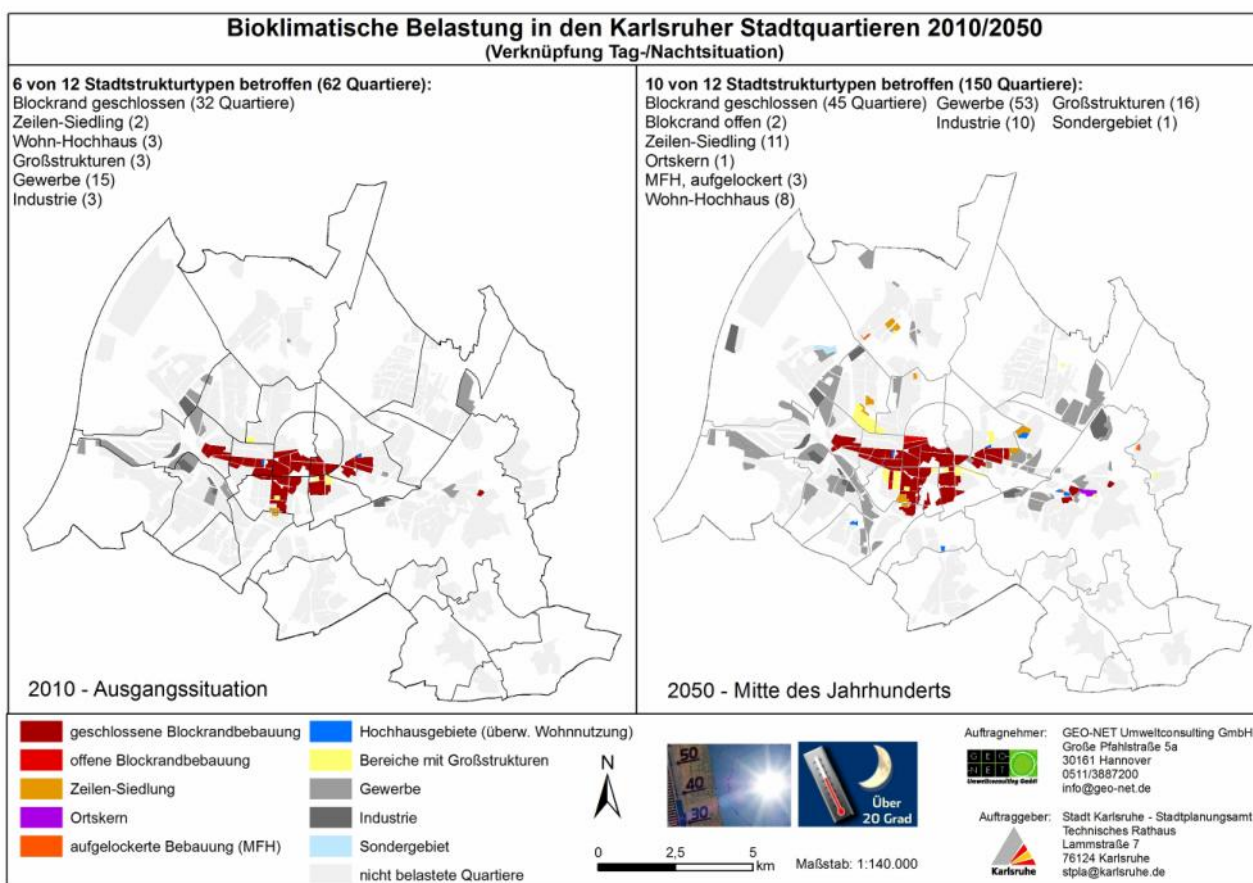 Bioklimatische Belastung in den Karlsruher Stadtquartieren 2010/2050
(Verknüpfung Tag-/Nachtsituation)
6 von 12 Stadtstrukturtypen betroffen (62 Quartiere):
Blockrand geschlossen (32 Quartiere)
Zeilen-Siedling (2)
Wohn-Hochhaus (3)
Großstrukturen (3)
Gewerbe (15)
Industrie (3)
2010 - Ausgangssituation
10 von 12 Stadtstrukturtypen betroffen (150 Quartiere):
Blockrand geschlossen (45 Quartiere) Gewerbe (53) Großstrukturen (16)
Blokcrand offen (2) Industrie (10) Sondergebiet (1)
Zeilen-Siedling (11)
Ortskern (1)
MFH, aufgelockert (3)
Wohn-Hochhaus (8)
2050 - Mitte des Jahrhunderts
geschlossene Blockrandbebauung
offene Blockrandbebauung
Zeilen-Siedlung
Ortskern
aufgelockerte Bebauung (MFH)
Hochhausgebiete (überw. Wohnnutzung)
Bereiche mit Großstrukturen
Gewerbe
Industrie
Sondergebiet
nicht belastete Quartiere
N
0 2,5 5
km
50
40
30
Über
20 Grad
Maßstab: 1:140.000
Auftragnehmer: GEO-NET Umweltconsulting GmbH
Große Pfahlstraße 5a
30161 Hannover
0511/3887200
info@geo-net.de
GEO
NET
Umweltconsulting GmbH
Auftraggeber: Stadt Karlsruhe - Stadtplanungsamt
Technisches Rathaus
Lammstraße 7
76124 Karlsruhe
stpla@karlsruhe.de
Karlsruhe